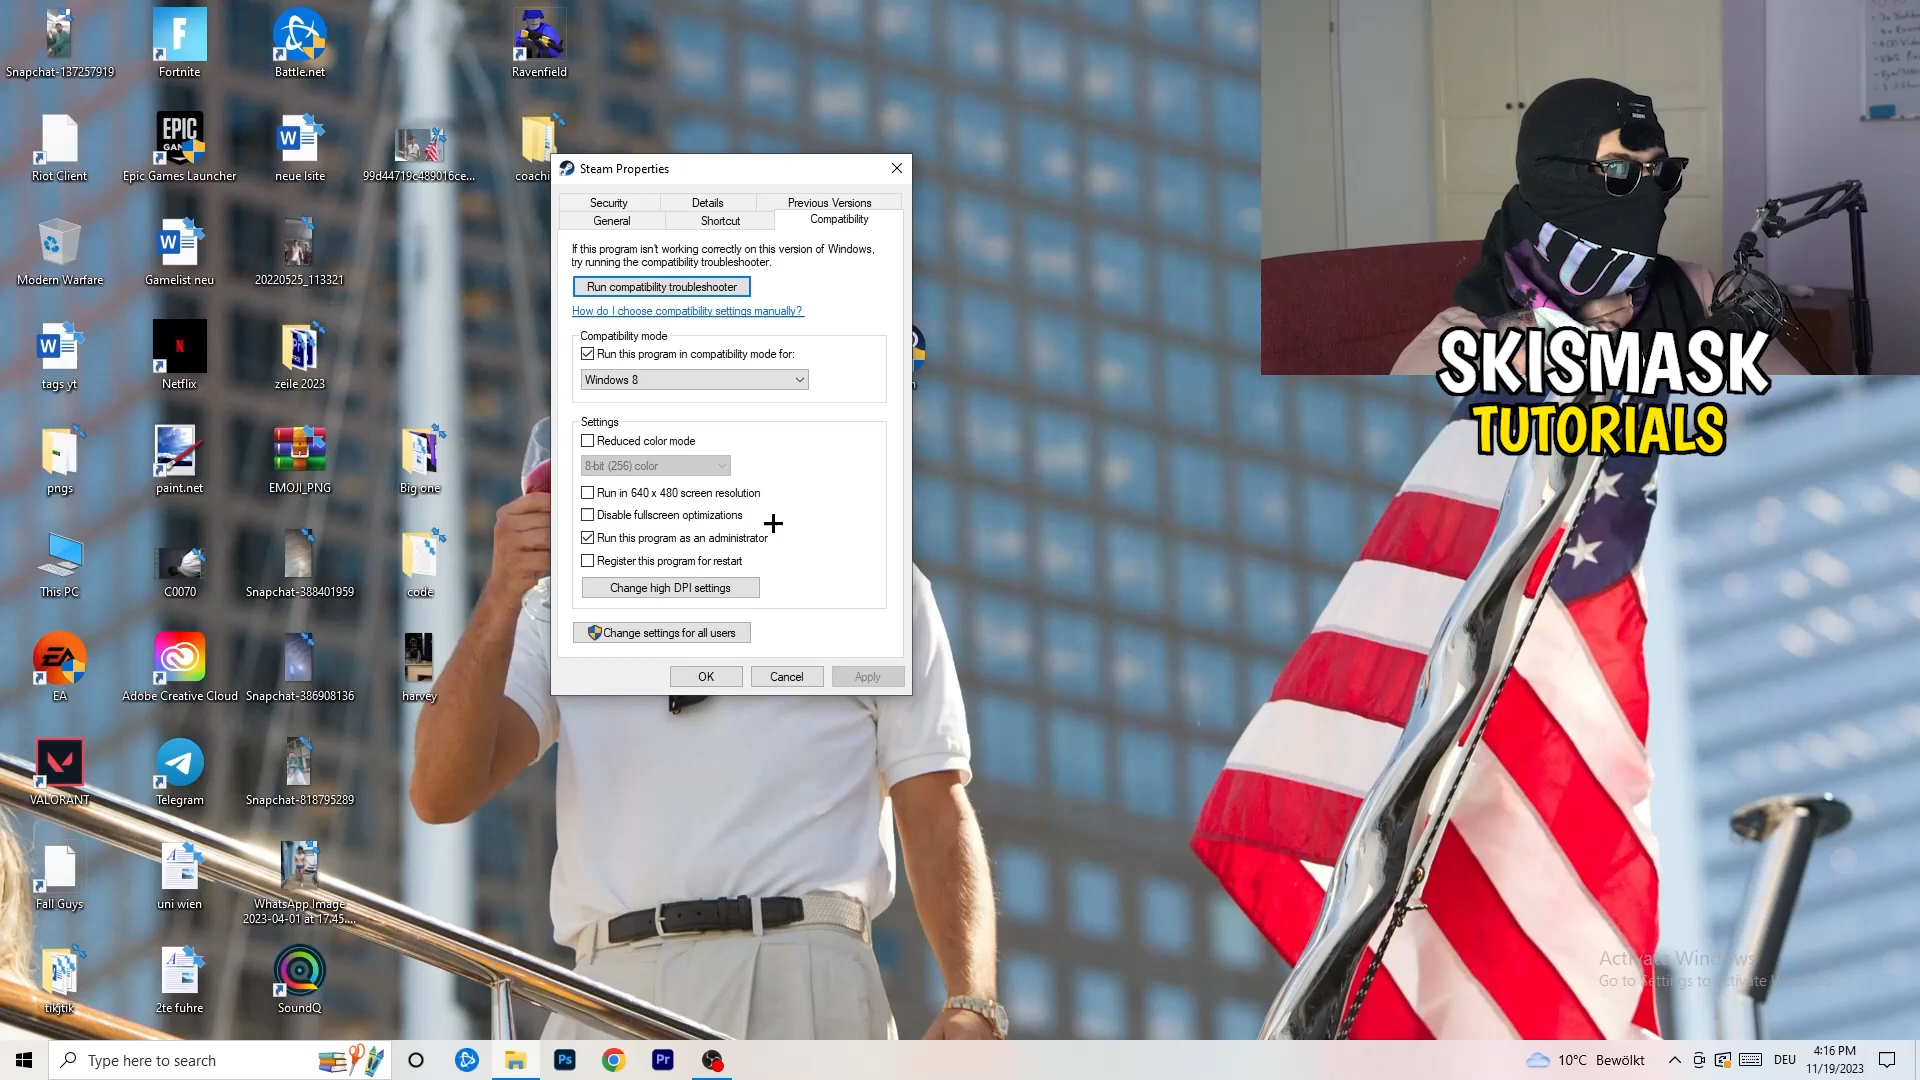 Snapchat-137257919
Fortnite
Battle.net
Ravenfield
EPIC
Riot Client
Epic Games Launcher
neue lsite
99d44719c489016ce...
Modern Warfare
Gamelist neu
20220525_113321
tags yt
Netflix
zeile 2023
pngs
paint.net
EMOJI_PNG
Big one
This PC
C0070
Snapchat-388401959
code
EA
Adobe Creative Cloud
Snapchat-386908136
harvey
VALORANT
Telegram
Snapchat-818795289
Fall Guys
uni wien
WhatsApp Image
2023-04-01 at 17.45....
tiktjik
2te fuhre
SoundQ
Steam Properties
Security
Details
Previous Versions
General
Shortcut
Compatibility
If this program isn't working correctly on this version of Windows,
try running the compatibility troubleshooter.
Run compatibility troubleshooter
How do I choose compatibility settings manually?
Compatibility mode
Run this program in compatibility mode for:
Windows 8
Settings
Reduced color mode
8-bit (256) color
Run in 640 x 480 screen resolution
Disable fullscreen optimizations
Run this program as an administrator
Register this program for restart
Change high DPI settings
Change settings for all users
OK
Cancel
Apply
SKISMASK
TUTORIALS
Activate Windows
Go to Settings to activate
Type here to search
Ps
Pr
10°C Bewölkt
DEU
4:16 PM
11/19/2023